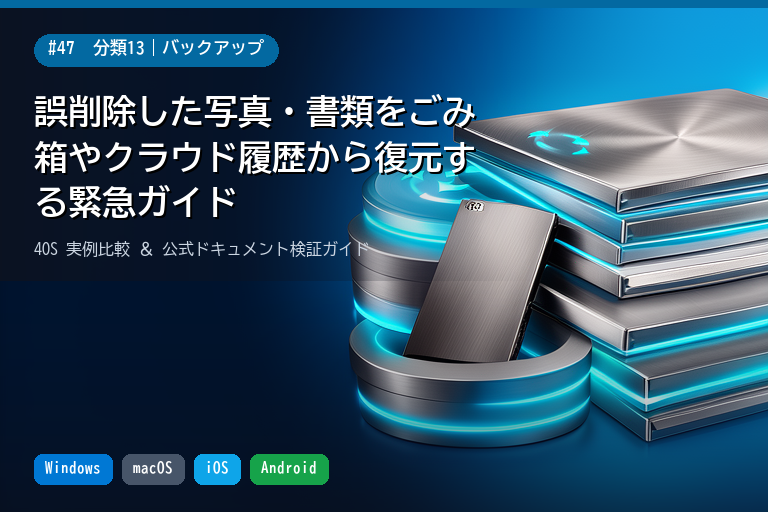 #47 分類13｜バックアップ
誤削除した写真・書類をごみ
箱やクラウド履歴から復元す
る緊急ガイド
4OS 実例比較 ＆ 公式ドキュメント検証ガイド
Windows macOS iOS Android